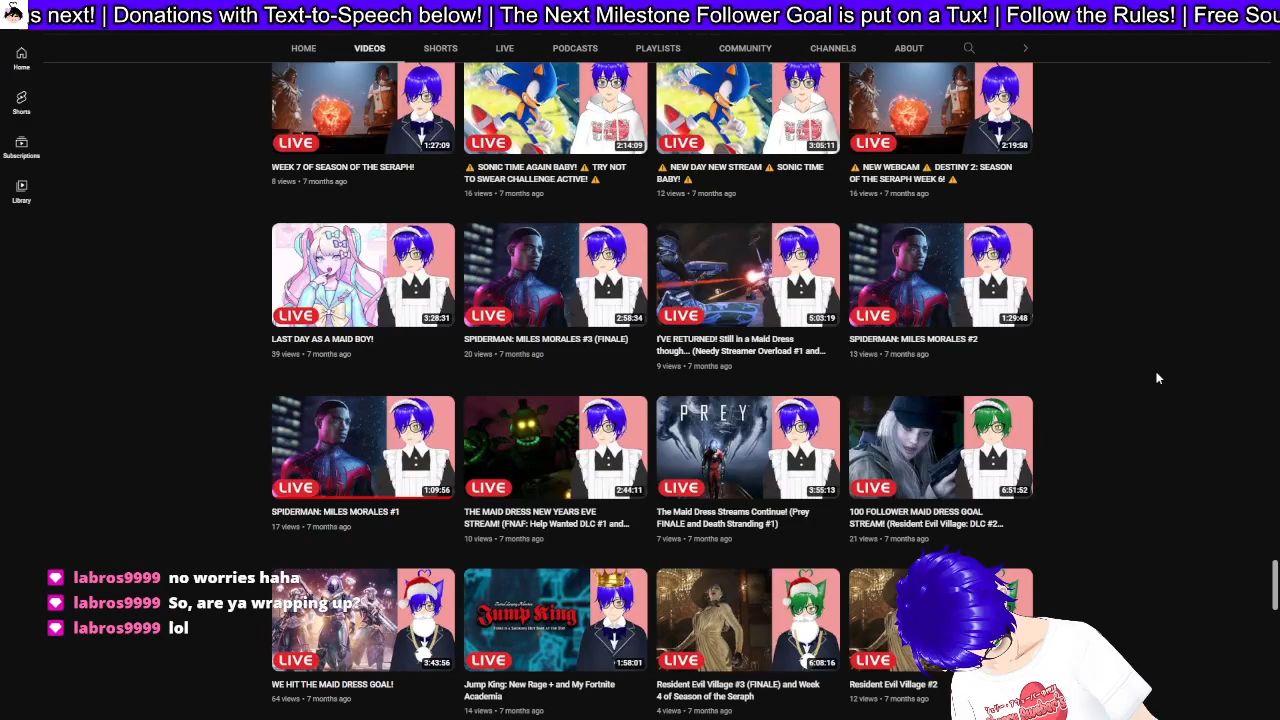 s next! | Donations with Text-to-Speech below! | The Next Milestone Follower Goal is put on a Tux! | Follow the Rules! | Free Sou
HOME VIDEOS SHORTS LIVE PODCASTS PLAYLISTS COMMUNITY CHANNELS ABOUT
Home
Shorts
Subscriptions
Library
LIVE 1:27:09 LIVE 2:14:09 LIVE 3:05:11 LIVE 2:19:58
WEEK 7 OF SEASON OF THE SERAPH!
8 views • 7 months ago
⚠ SONIC TIME AGAIN BABY! ⚠ TRY NOT
TO SWEAR CHALLENGE ACTIVE! ⚠
16 views • 7 months ago
⚠ NEW DAY NEW STREAM ⚠ SONIC TIME
BABY! ⚠
12 views • 7 months ago
⚠ NEW WEBCAM ⚠ DESTINY 2: SEASON
OF THE SERAPH WEEK 6! ⚠
16 views • 7 months ago
LIVE 3:28:31 LIVE 2:58:34 LIVE 5:03:19 LIVE 1:29:48
LAST DAY AS A MAID BOY!
39 views • 7 months ago
SPIDERMAN: MILES MORALES #3 (FINALE)
20 views • 7 months ago
I'VE RETURNED! Still in a Maid Dress
though... (Needy Streamer Overload #1 and...
9 views • 7 months ago
SPIDERMAN: MILES MORALES #2
13 views • 7 months ago
PREY
LIVE 1:09:56 LIVE 2:44:11 LIVE 3:55:13 LIVE 6:51:52
SPIDERMAN: MILES MORALES #1
17 views • 7 months ago
THE MAID DRESS NEW YEARS EVE
STREAM! (FNAF: Help Wanted DLC #1 and...
10 views • 7 months ago
The Maid Dress Streams Continue! (Prey
FINALE and Death Stranding #1)
7 views • 7 months ago
100 FOLLOWER MAID DRESS GOAL
STREAM! (Resident Evil Village: DLC #2...
21 views • 7 months ago
labros9999 no worries haha
labros9999 So, are ya wrapping up?
labros9999 lol
JUMP KING
LIVE 3:43:56 LIVE 1:58:01 LIVE 6:08:16 LIVE
WE HIT THE MAID DRESS GOAL!
64 views • 7 months ago
Jump King: New Rage + and My Fortnite
Academia
14 views • 7 months ago
Resident Evil Village #3 (FINALE) and Week
4 of Season of the Seraph
4 views • 7 months ago
Resident Evil Village #2
12 views • 7 months ago